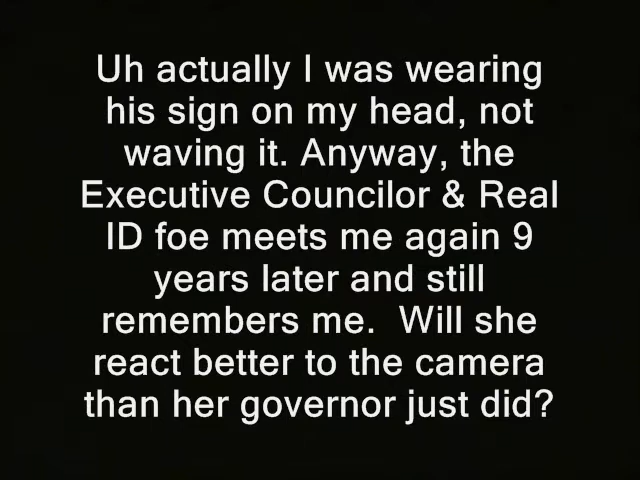 Uh actually I was wearing
his sign on my head, not
waving it. Anyway, the
Executive Councilor & Real
ID foe meets me again 9
years later and still
remembers me.  Will she
react better to the camera
than her governor just did?